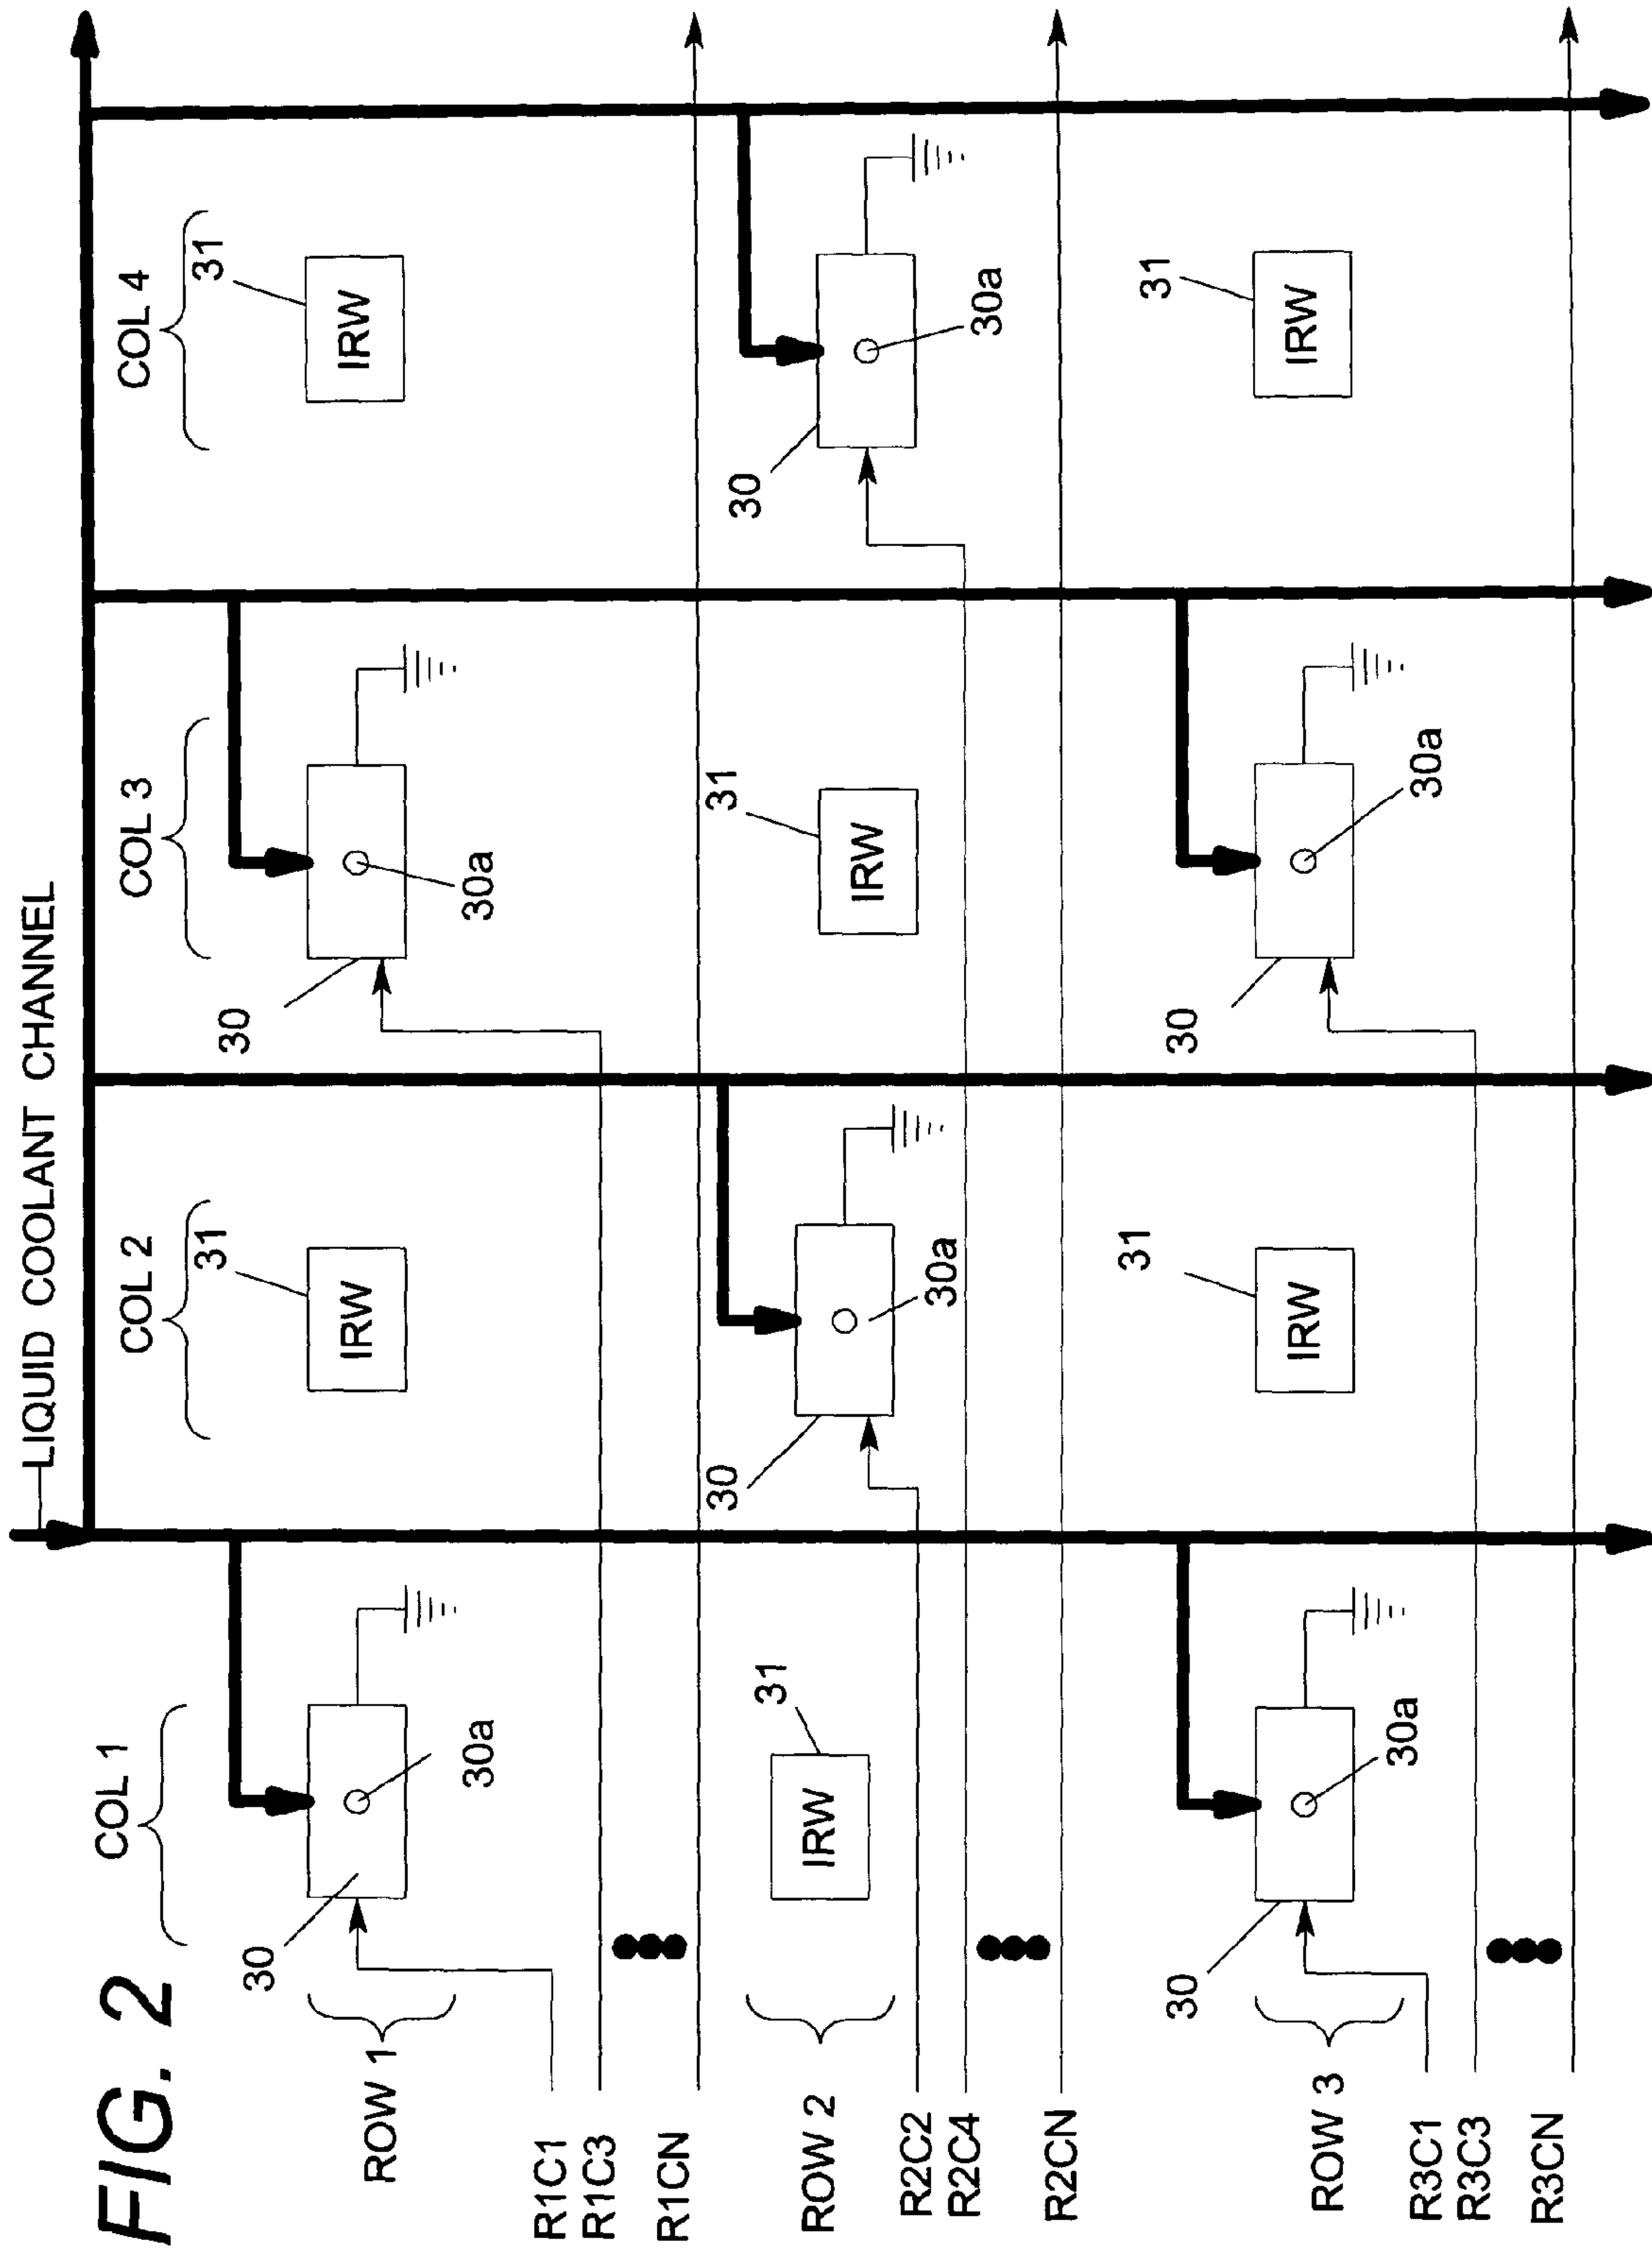 FIG. 2
LIQUID COOLANT CHANNEL
COL 1
COL 2
COL 3
COL 4
ROW 1
30
30a
31
IRW
30
30a
31
IRW
R1C1
R1C3
R1CN
ROW 2
31
IRW
30
30a
31
IRW
30
30a
R2C2
R2C4
R2CN
ROW 3
30
30a
31
IRW
30
30a
31
IRW
R3C1
R3C3
R3CN